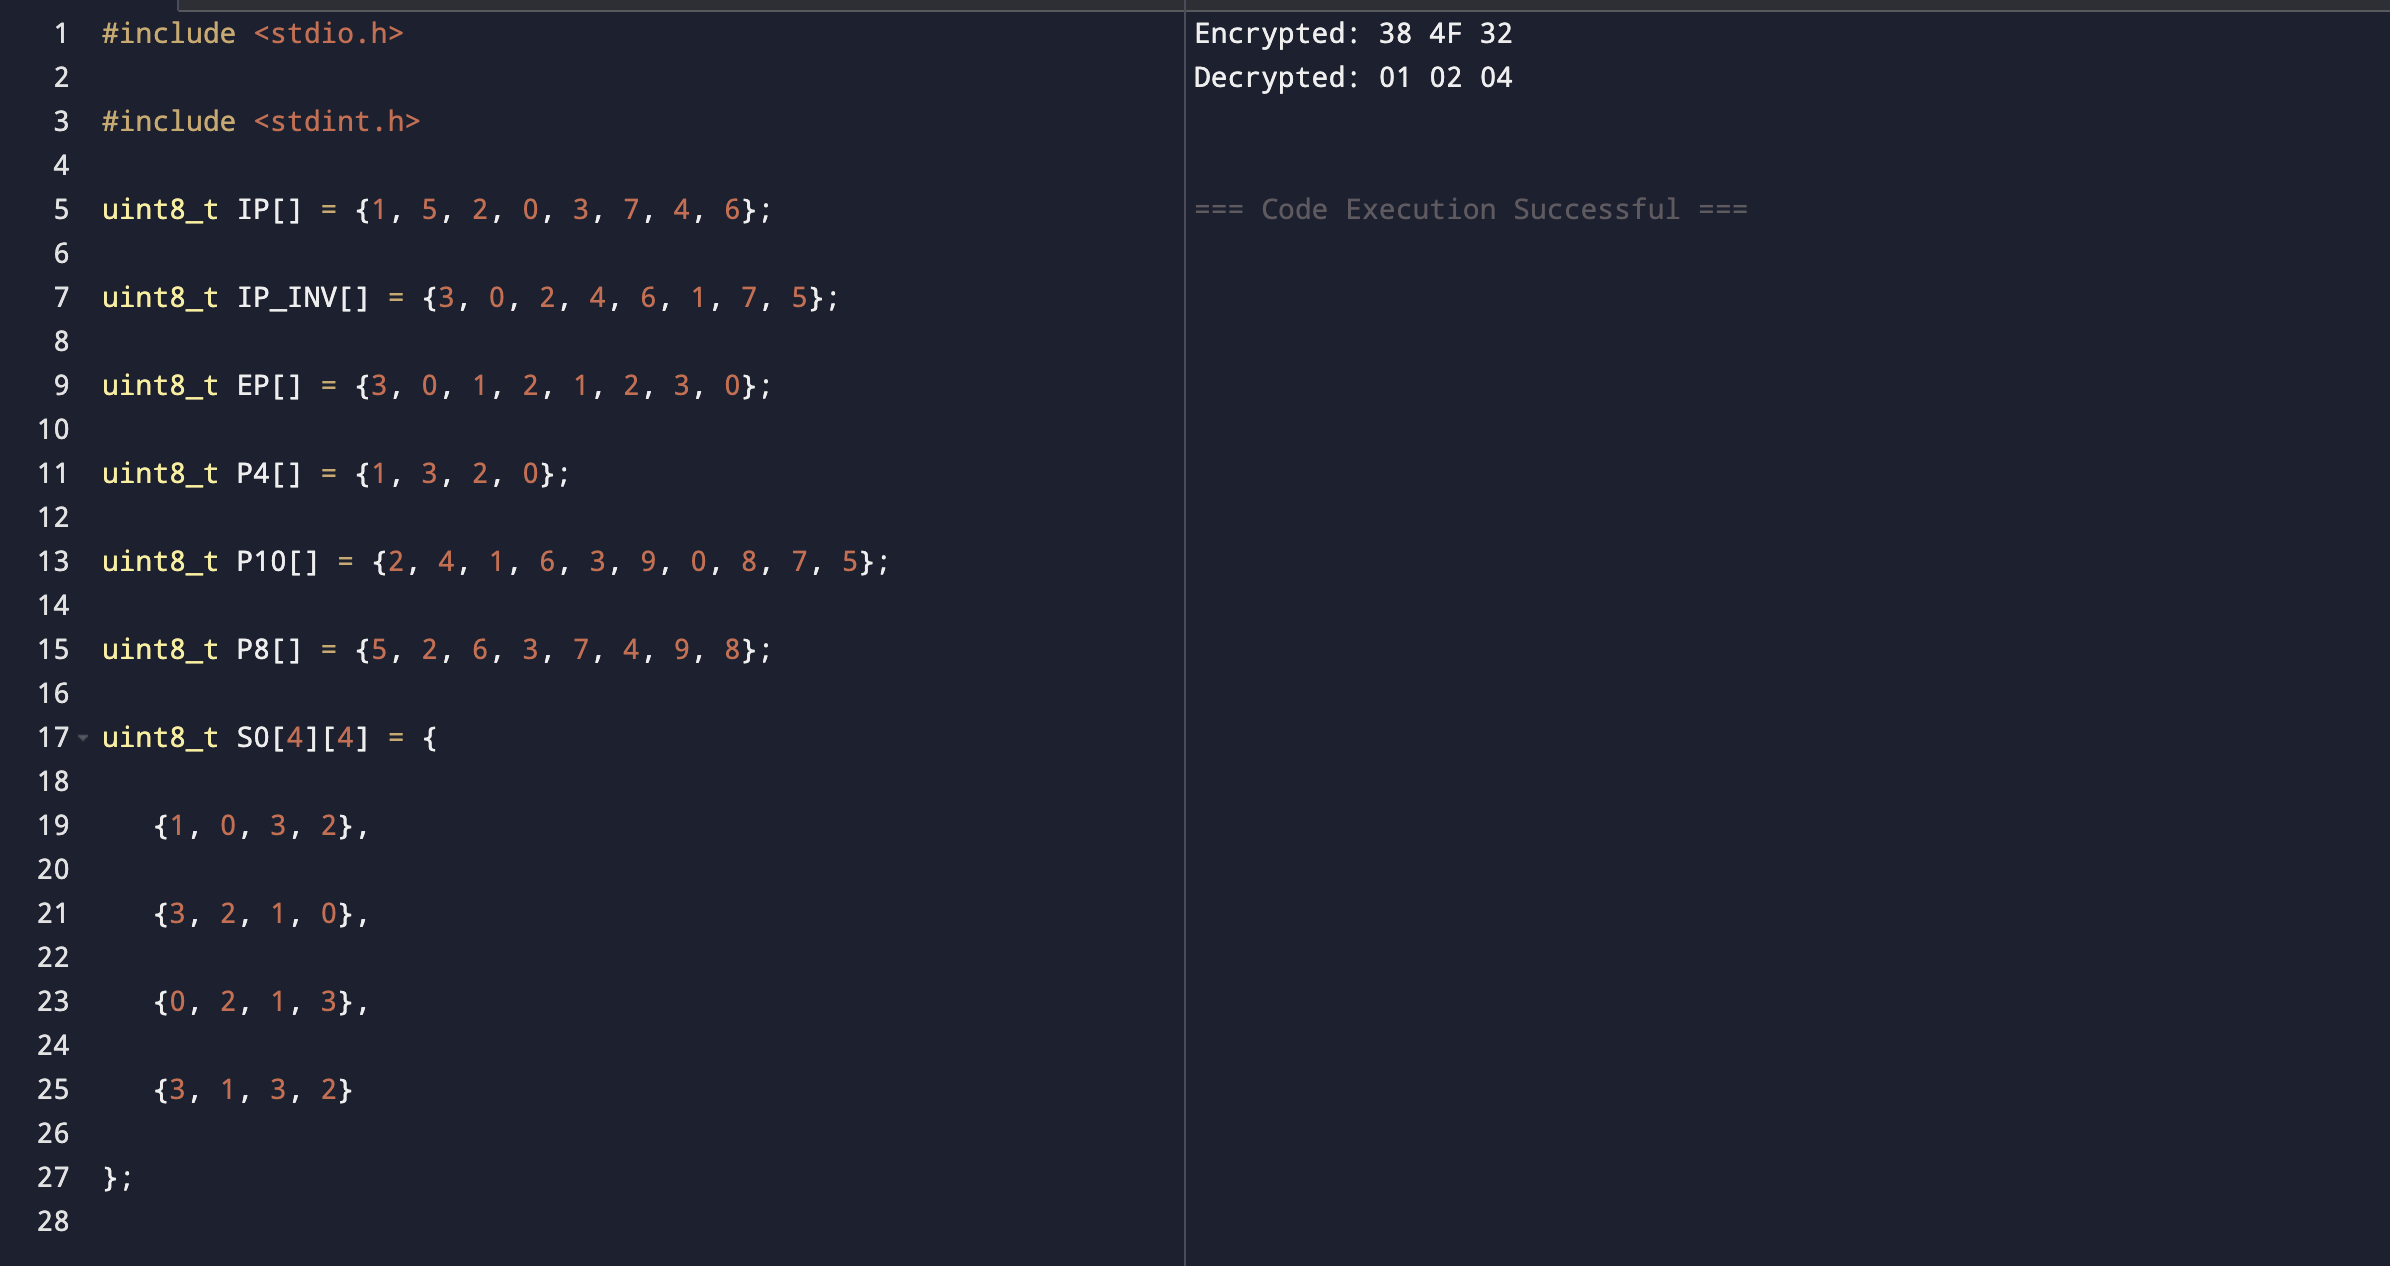 1 #include <stdio.h>
2
3 #include <stdint.h>
4
5 uint8_t IP[] = {1, 5, 2, 0, 3, 7, 4, 6};
6
7 uint8_t IP_INV[] = {3, 0, 2, 4, 6, 1, 7, 5};
8
9 uint8_t EP[] = {3, 0, 1, 2, 1, 2, 3, 0};
10
11 uint8_t P4[] = {1, 3, 2, 0};
12
13 uint8_t P10[] = {2, 4, 1, 6, 3, 9, 0, 8, 7, 5};
14
15 uint8_t P8[] = {5, 2, 6, 3, 7, 4, 9, 8};
16
17 uint8_t S0[4][4] = {
18
19 {1, 0, 3, 2},
20
21 {3, 2, 1, 0},
22
23 {0, 2, 1, 3},
24
25 {3, 1, 3, 2}
26
27 };
28
Encrypted: 38 4F 32
Decrypted: 01 02 04
=== Code Execution Successful ===